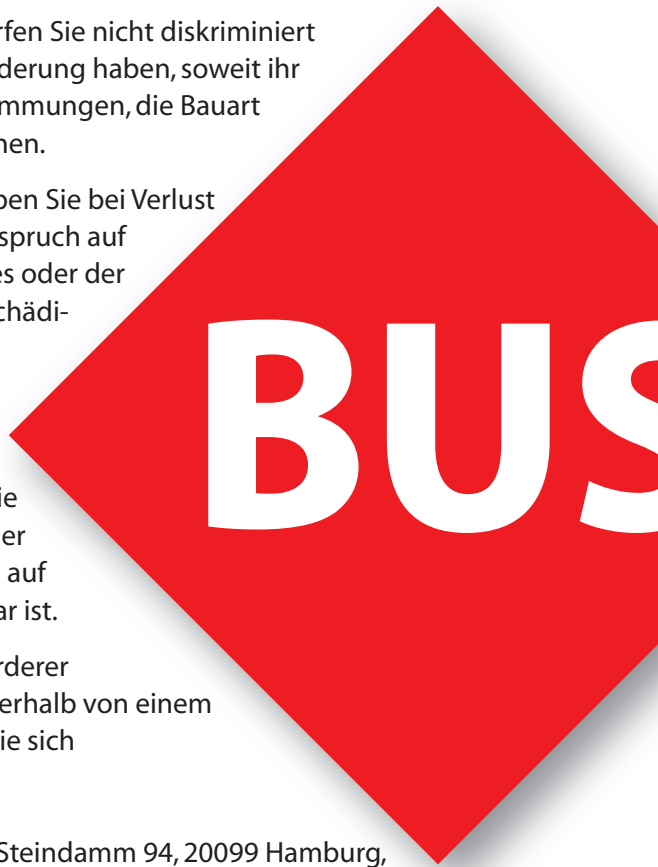 rfen Sie nicht diskriminiert
derung haben, soweit ihr
mmungen, die Bauart
nen.
ben Sie bei Verlust
spruch auf
es oder der
chädi-
BUS
ie
er
auf
ar ist.
rderer
erhalb von einem
ie sich
Steindamm 94, 20099 Hamburg,